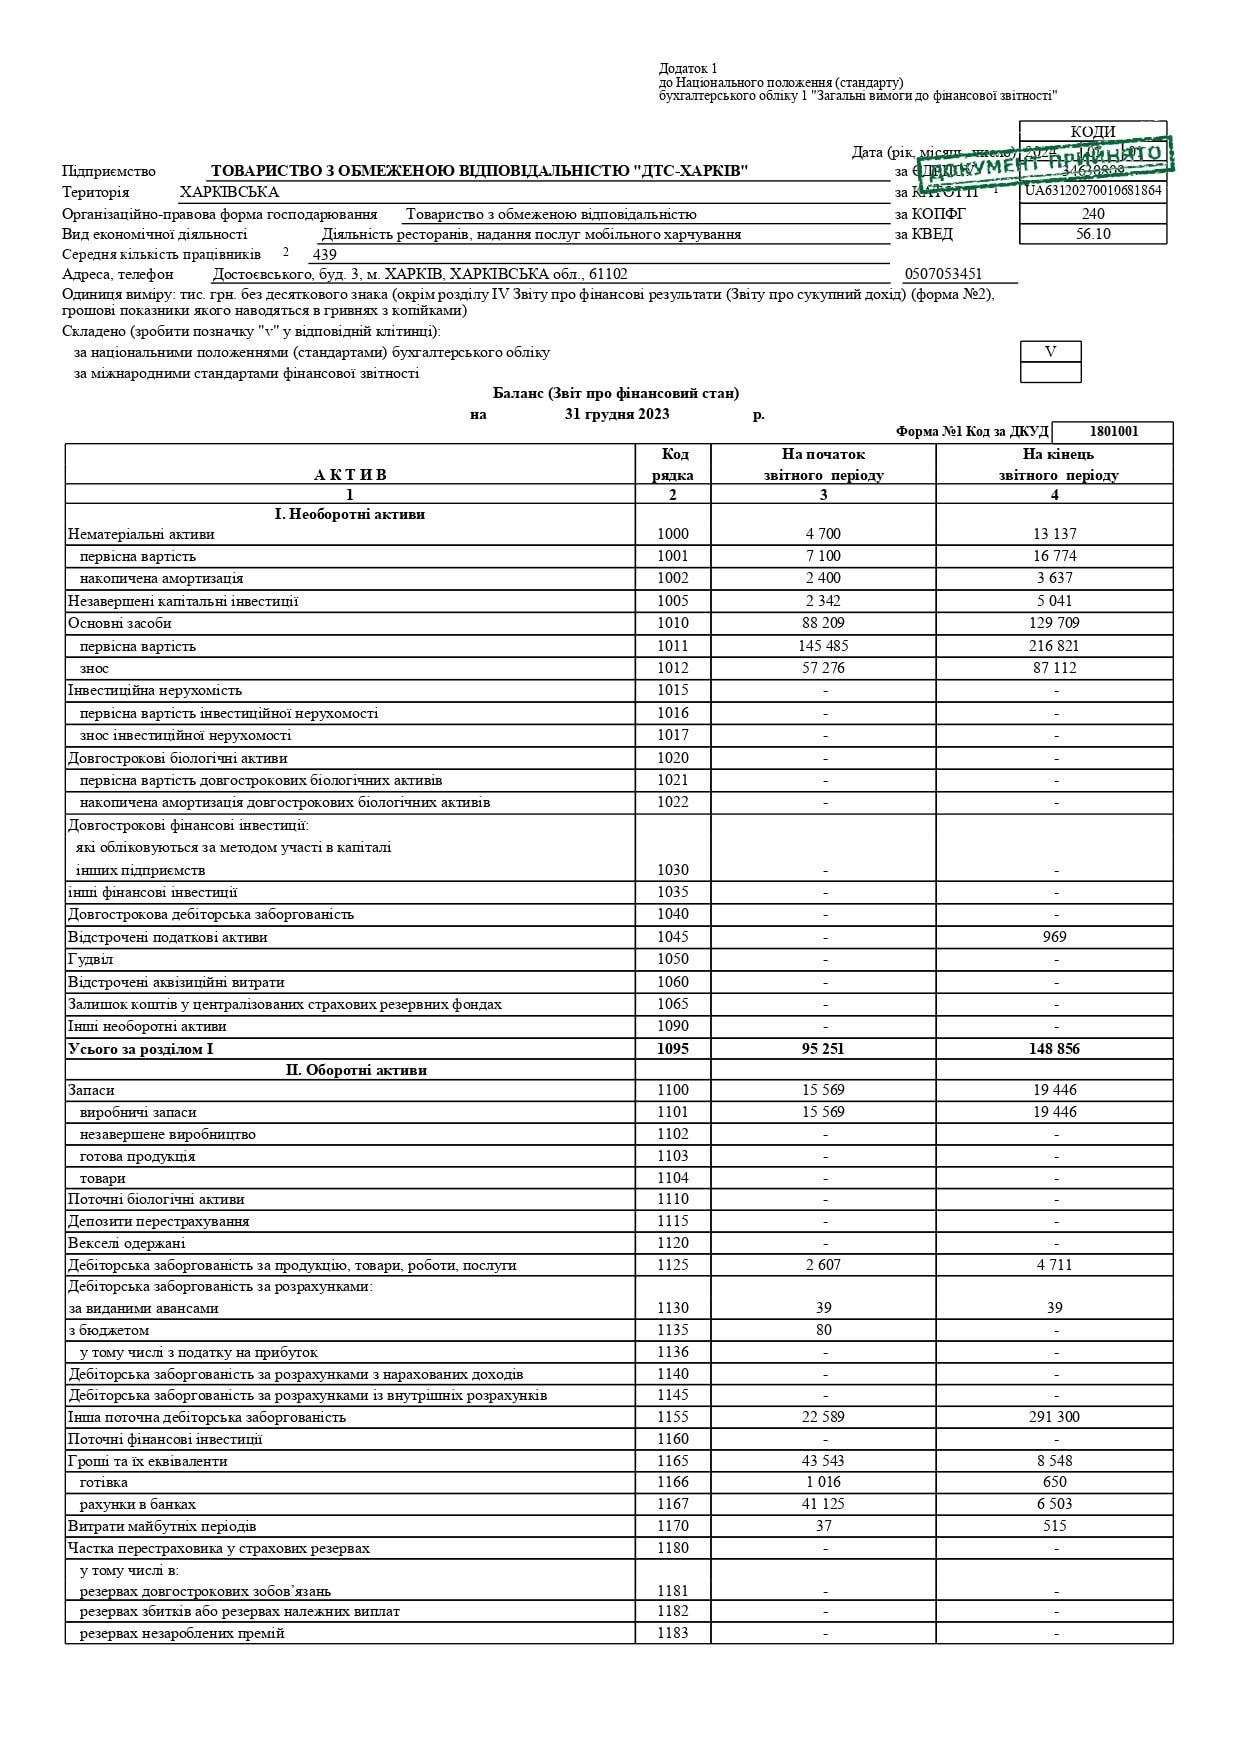 Додаток 1
до Національного положення (стандарту)
бухгалтерського обліку 1 "Загальні вимоги до фінансової звітності"
КОДИ
Дата (рік, місяць, число)
ДОКУМЕНТ ПРИЙНЯТО
Підприємство ТОВАРИСТВО З ОБМЕЖЕНОЮ ВІДПОВІДАЛЬНІСТЮ "ДТС-ХАРКІВ" за ЄДРПОУ
Територія ХАРКІВСЬКА за КАТОТТГ 1 UA63120270010681864
Організаційно-правова форма господарювання Товариство з обмеженою відповідальністю за КОПФГ 240
Вид економічної діяльності Діяльність ресторанів, надання послуг мобільного харчування за КВЕД 56.10
Середня кількість працівників 2 439
Адреса, телефон Достоєвського, буд. 3, м. ХАРКІВ, ХАРКІВСЬКА обл., 61102 0507053451
Одиниця виміру: тис. грн. без десяткового знака (окрім розділу IV Звіту про фінансові результати (Звіту про сукупний дохід) (форма №2),
грошові показники якого наводяться в гривнях з копійками)
Складено (зробити позначку "v" у відповідній клітинці):
за національними положеннями (стандартами) бухгалтерського обліку V
за міжнародними стандартами фінансової звітності
Баланс (Звіт про фінансовий стан)
на 31 грудня 2023 р.
Форма №1 Код за ДКУД 1801001
А К Т И В Код рядка На початок звітного періоду На кінець звітного періоду
1 2 3 4
І. Необоротні активи
Нематеріальні активи 1000 4 700 13 137
первісна вартість 1001 7 100 16 774
накопичена амортизація 1002 2 400 3 637
Незавершені капітальні інвестиції 1005 2 342 5 041
Основні засоби 1010 88 209 129 709
первісна вартість 1011 145 485 216 821
знос 1012 57 276 87 112
Інвестиційна нерухомість 1015 - -
первісна вартість інвестиційної нерухомості 1016 - -
знос інвестиційної нерухомості 1017 - -
Довгострокові біологічні активи 1020 - -
первісна вартість довгострокових біологічних активів 1021 - -
накопичена амортизація довгострокових біологічних активів 1022 - -
Довгострокові фінансові інвестиції:
які обліковуються за методом участі в капіталі
інших підприємств 1030 - -
інші фінансові інвестиції 1035 - -
Довгострокова дебіторська заборгованість 1040 - -
Відстрочені податкові активи 1045 - 969
Гудвіл 1050 - -
Відстрочені аквізиційні витрати 1060 - -
Залишок коштів у централізованих страхових резервних фондах 1065 - -
Інші необоротні активи 1090 - -
Усього за розділом І 1095 95 251 148 856
ІІ. Оборотні активи
Запаси 1100 15 569 19 446
виробничі запаси 1101 15 569 19 446
незавершене виробництво 1102 - -
готова продукція 1103 - -
товари 1104 - -
Поточні біологічні активи 1110 - -
Депозити перестрахування 1115 - -
Векселі одержані 1120 - -
Дебіторська заборгованість за продукцію, товари, роботи, послуги 1125 2 607 4 711
Дебіторська заборгованість за розрахунками:
за виданими авансами 1130 39 39
з бюджетом 1135 80 -
у тому числі з податку на прибуток 1136 - -
Дебіторська заборгованість за розрахунками з нарахованих доходів 1140 - -
Дебіторська заборгованість за розрахунками із внутрішніх розрахунків 1145 - -
Інша поточна дебіторська заборгованість 1155 22 589 291 300
Поточні фінансові інвестиції 1160 - -
Гроші та їх еквіваленти 1165 43 543 8 548
готівка 1166 1 016 650
рахунки в банках 1167 41 125 6 503
Витрати майбутніх періодів 1170 37 515
Частка перестраховика у страхових резервах 1180 - -
у тому числі в:
резервах довгострокових зобов’язань 1181 - -
резервах збитків або резервах належних виплат 1182 - -
резервах незароблених премій 1183 - -